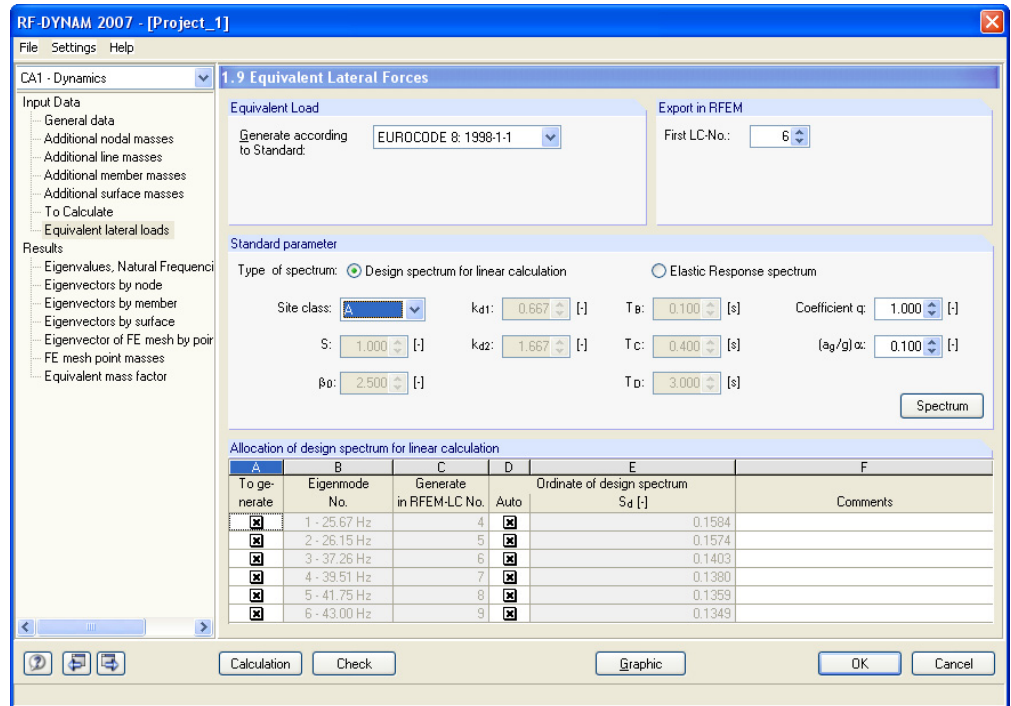 RF-DYNAM 2007 - [Project_1]
File Settings Help
CA1 - Dynamics
Input Data
General data
Additional nodal masses
Additional line masses
Additional member masses
Additional surface masses
To Calculate
Equivalent lateral loads
Results
Eigenvalues, Natural Frequenci
Eigenvectors by node
Eigenvectors by member
Eigenvectors by surface
Eigenvector of FE mesh by poir
FE mesh point masses
Equivalent mass factor
1.9 Equivalent Lateral Forces
Equivalent Load
Generate according
to Standard:
EUROCODE 8: 1998-1-1
Export in RFEM
First LC-No.: 6
Standard parameter
Type of spectrum: Design spectrum for linear calculation Elastic Response spectrum
Site class: A kd1: 0.667 [-] TB: 0.100 [s] Coefficient q: 1.000 [-]
S: 1.000 [-] kd2: 1.667 [-] TC: 0.400 [s] (ag/g) α: 0.100 [-]
β0: 2.500 [-] TD: 3.000 [s]
Spectrum
Allocation of design spectrum for linear calculation
A B C D E F
To ge- Eigenmode Generate Ordinate of design spectrum
nerate No. in RFEM-LC No. Auto Sd [-] Comments
1 - 25.67 Hz 4 0.1584
2 - 26.15 Hz 5 0.1574
3 - 37.26 Hz 6 0.1403
4 - 39.51 Hz 7 0.1380
5 - 41.75 Hz 8 0.1359
6 - 43.00 Hz 9 0.1349
Calculation Check Graphic OK Cancel